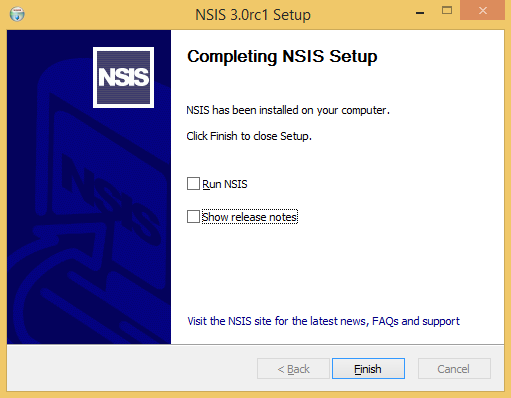 NSIS 3.0rc1 Setup
NSIS
Completing NSIS Setup
NSIS has been installed on your computer.
Click Finish to close Setup.
Run NSIS
Show release notes
NSIS
Visit the NSIS site for the latest news, FAQs and support
< Back
Finish
Cancel